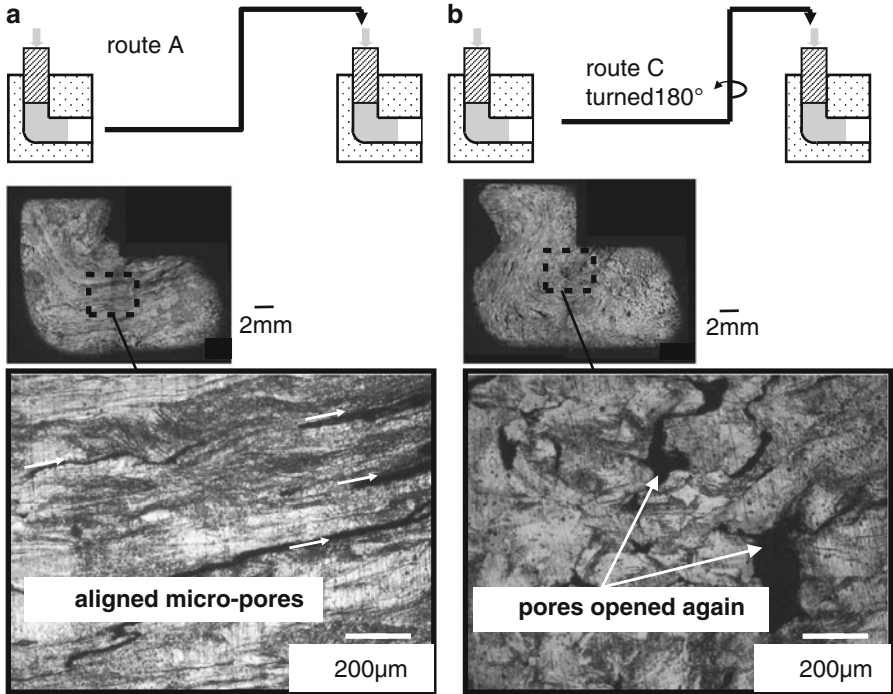 a
route A
b
route C
turned180°
2mm
2mm
aligned micro-pores
200μm
pores opened again
200μm